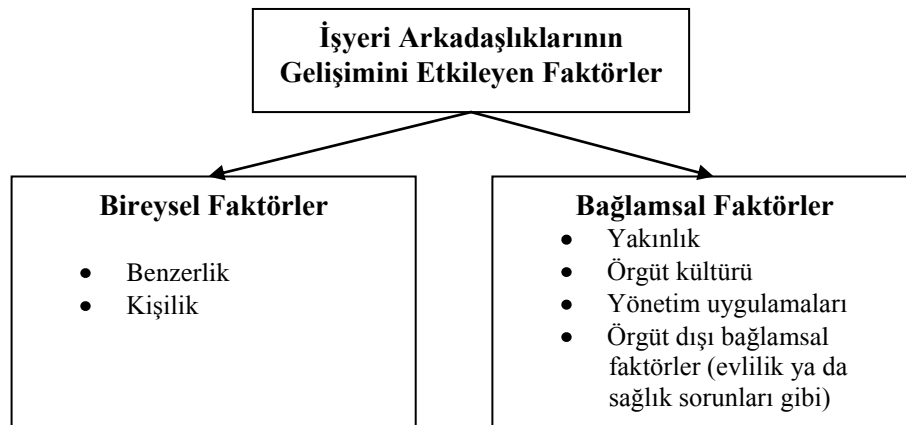 İşyeri Arkadaşlıklarının
Gelişimini Etkileyen Faktörler
Bireysel Faktörler
• Benzerlik
• Kişilik
Bağlamsal Faktörler
• Yakınlık
• Örgüt kültürü
• Yönetim uygulamaları
• Örgüt dışı bağlamsal
faktörler (evlilik ya da
sağlık sorunları gibi)